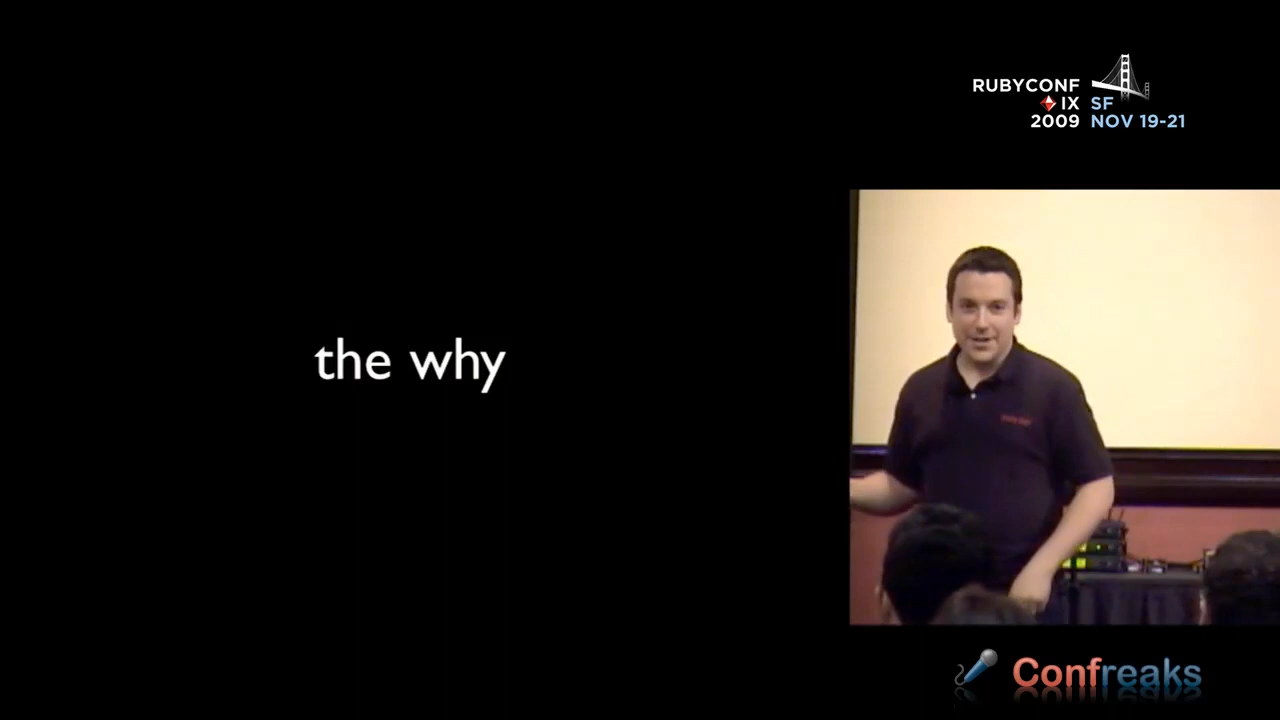 RUBYCONF
IX SF
2009 NOV 19-21
the why
Confreaks